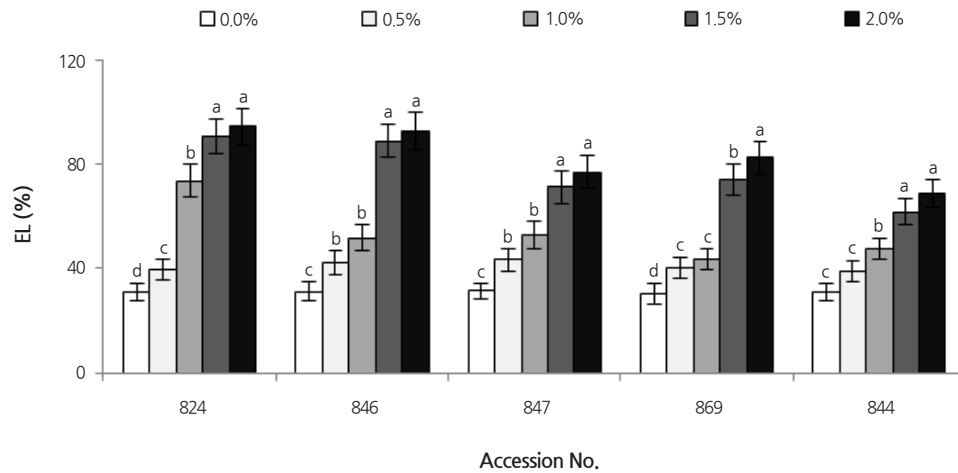 0.0% 0.5% 1.0% 1.5% 2.0%
120
80
40
0
EL (%)
d c b a a
c b b a a
c b b a a
d c c b a
c c b a a
824 846 847 869 844
Accession No.